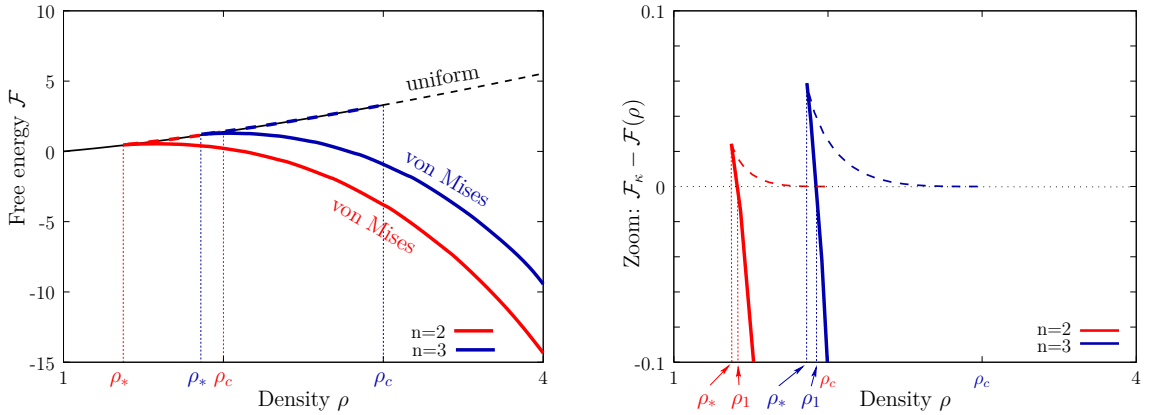 10
5
0
-5
-10
-15
Free energy ℱ
uniform
von Mises
von Mises
n=2
n=3
1
ρ* ρ* ρc ρc
4
Density ρ
0.1
0
-0.1
Zoom: ℱκ − ℱ(ρ)
n=2
n=3
1
ρc ρc
4
ρ* ρ1 ρ* ρ1
Density ρ